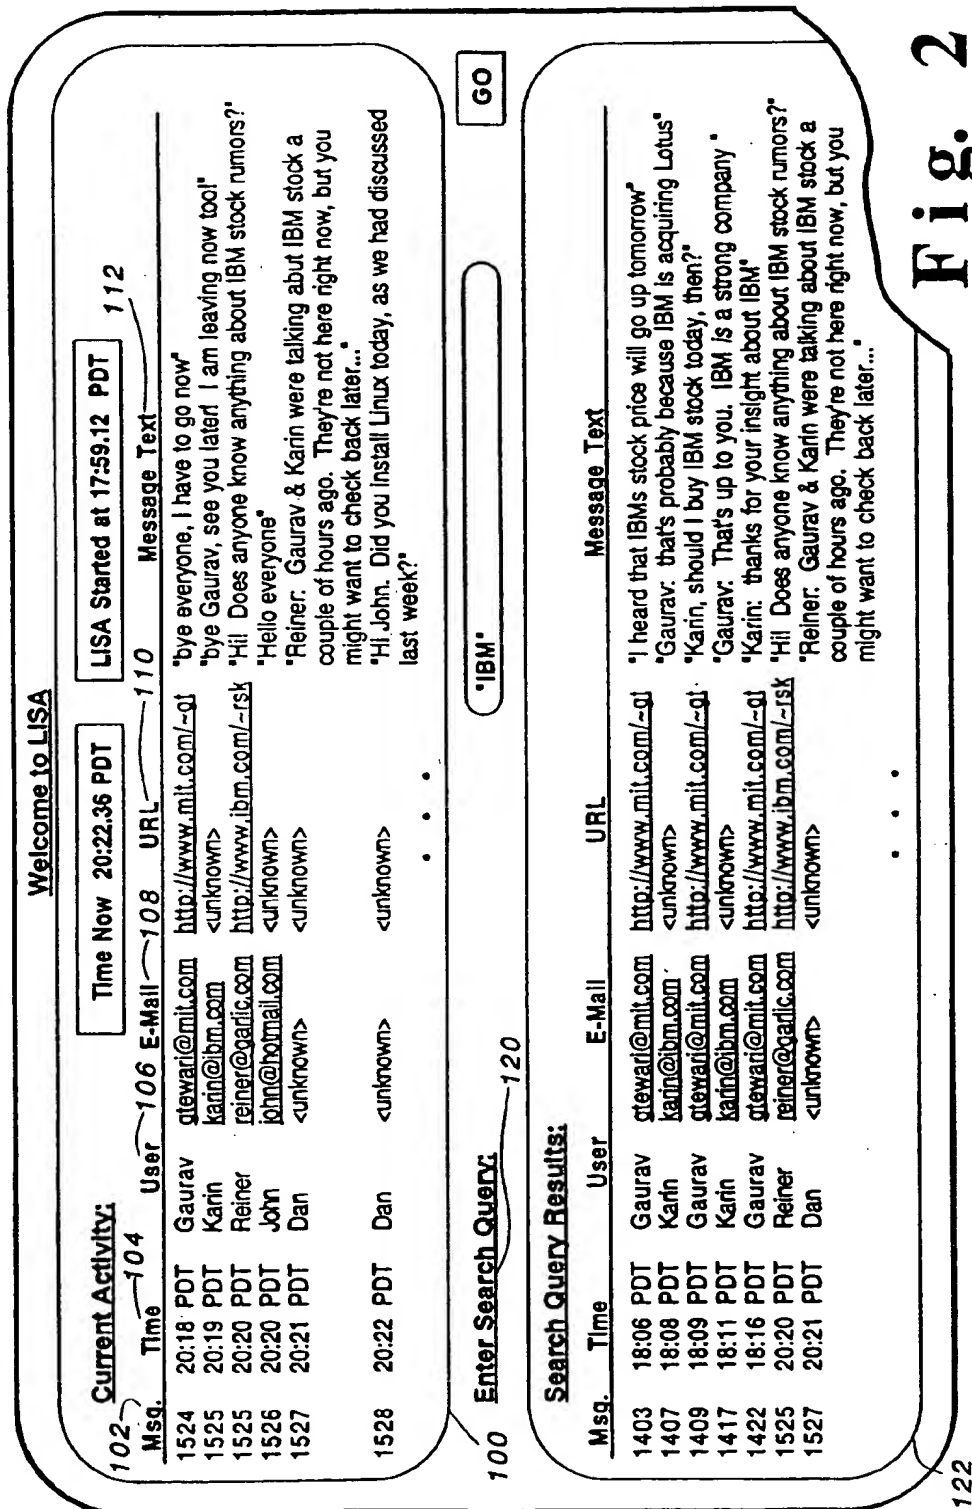 Welcome to LISA
Current Activity:
Time Now 20:22.36 PDT
LISA Started at 17:59.12 PDT
102 104 106 108 110 112
Msg. Time User E-Mail URL Message Text
1524 20:18 PDT Gaurav gtewari@mit.com http://www.mit.com/~gt "bye everyone, I have to go now"
1525 20:19 PDT Karin karin@ibm.com <unknown> "bye Gaurav, see you later! I am leaving now too!"
1525 20:20 PDT Reiner reiner@garlic.com http://www.ibm.com/~rsk "Hi! Does anyone know anything about IBM stock rumors?"
1526 20:20 PDT John john@hotmail.com <unknown> "Hello everyone"
1527 20:21 PDT Dan <unknown> <unknown> "Reiner: Gaurav & Karin were talking abut IBM stock a
couple of hours ago. They're not here right now, but you
might want to check back later..."
1528 20:22 PDT Dan <unknown> <unknown> "Hi John. Did you install Linux today, as we had discussed
last week?"
. . .
100
Enter Search Query:
120
"IBM"
GO
Search Query Results:
Msg. Time User E-Mail URL Message Text
1403 18:06 PDT Gaurav gtewari@mit.com http://www.mit.com/~gt "I heard that IBMs stock price will go up tomorrow"
1407 18:08 PDT Karin karin@ibm.com <unknown> "Gaurav: that's probably because IBM is acquiring Lotus"
1409 18:09 PDT Gaurav gtewari@mit.com http://www.mit.com/~gt "Karin, should I buy IBM stock today, then?"
1417 18:11 PDT Karin karin@ibm.com <unknown> "Gaurav: That's up to you. IBM is a strong company "
1422 18:16 PDT Gaurav gtewari@mit.com http://www.mit.com/~gt "Karin: thanks for your insight about IBM"
1525 20:20 PDT Reiner reiner@garlic.com http://www.ibm.com/~rsk "Hi! Does anyone know anything about IBM stock rumors?"
1527 20:21 PDT Dan <unknown> <unknown> "Reiner: Gaurav & Karin were talking about IBM stock a
couple of hours ago. They're not here right now, but you
might want to check back later..."
. . .
122
Fig. 2